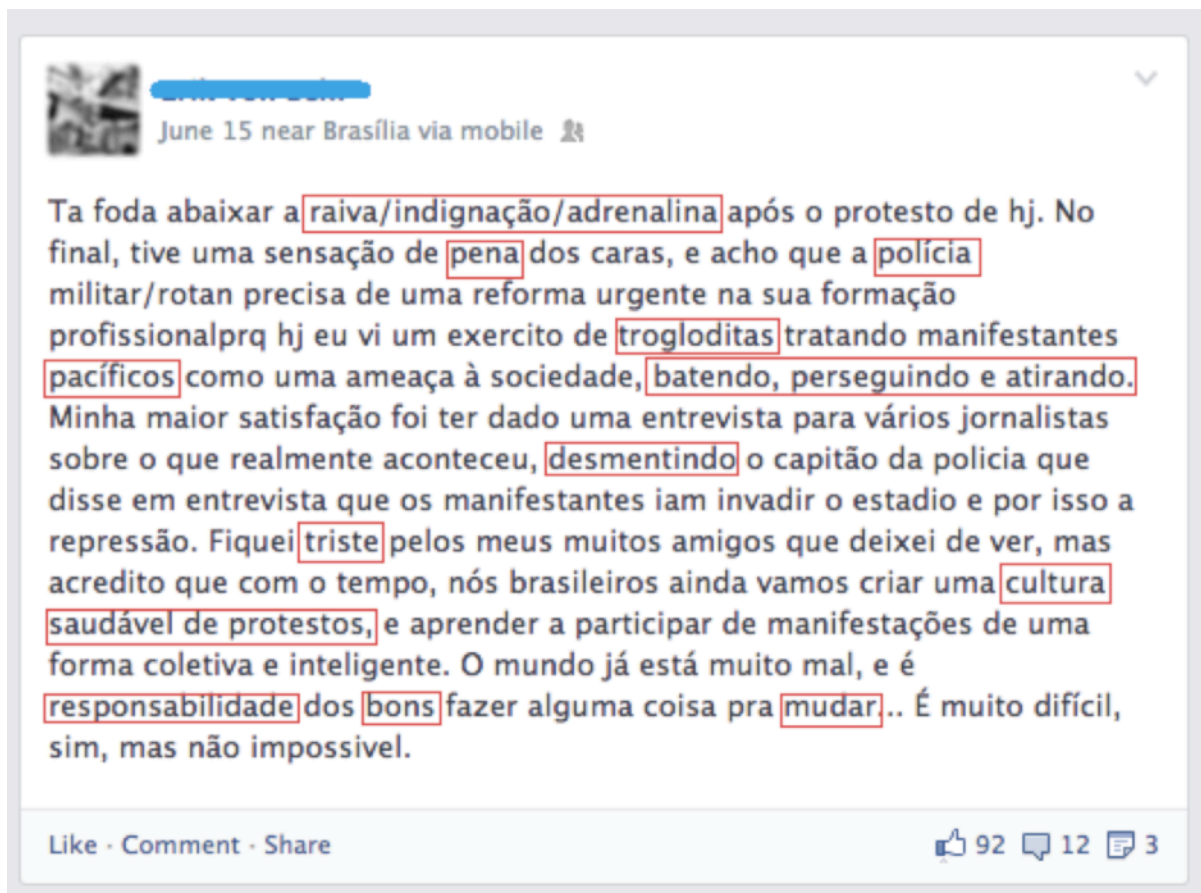 June 15 near Brasília via mobile
Ta foda abaixar a raiva/indignação/adrenalina após o protesto de hj. No
final, tive uma sensação de pena dos caras, e acho que a polícia
militar/rotan precisa de uma reforma urgente na sua formação
profissionalprq hj eu vi um exercito de trogloditas tratando manifestantes
pacíficos como uma ameaça à sociedade, batendo, perseguindo e atirando.
Minha maior satisfação foi ter dado uma entrevista para vários jornalistas
sobre o que realmente aconteceu, desmentindo o capitão da policia que
disse em entrevista que os manifestantes iam invadir o estadio e por isso a
repressão. Fiquei triste pelos meus muitos amigos que deixei de ver, mas
acredito que com o tempo, nós brasileiros ainda vamos criar uma cultura
saudável de protestos, e aprender a participar de manifestações de uma
forma coletiva e inteligente. O mundo já está muito mal, e é
responsabilidade dos bons fazer alguma coisa pra mudar... É muito difícil,
sim, mas não impossivel.
Like · Comment · Share 92 12 3